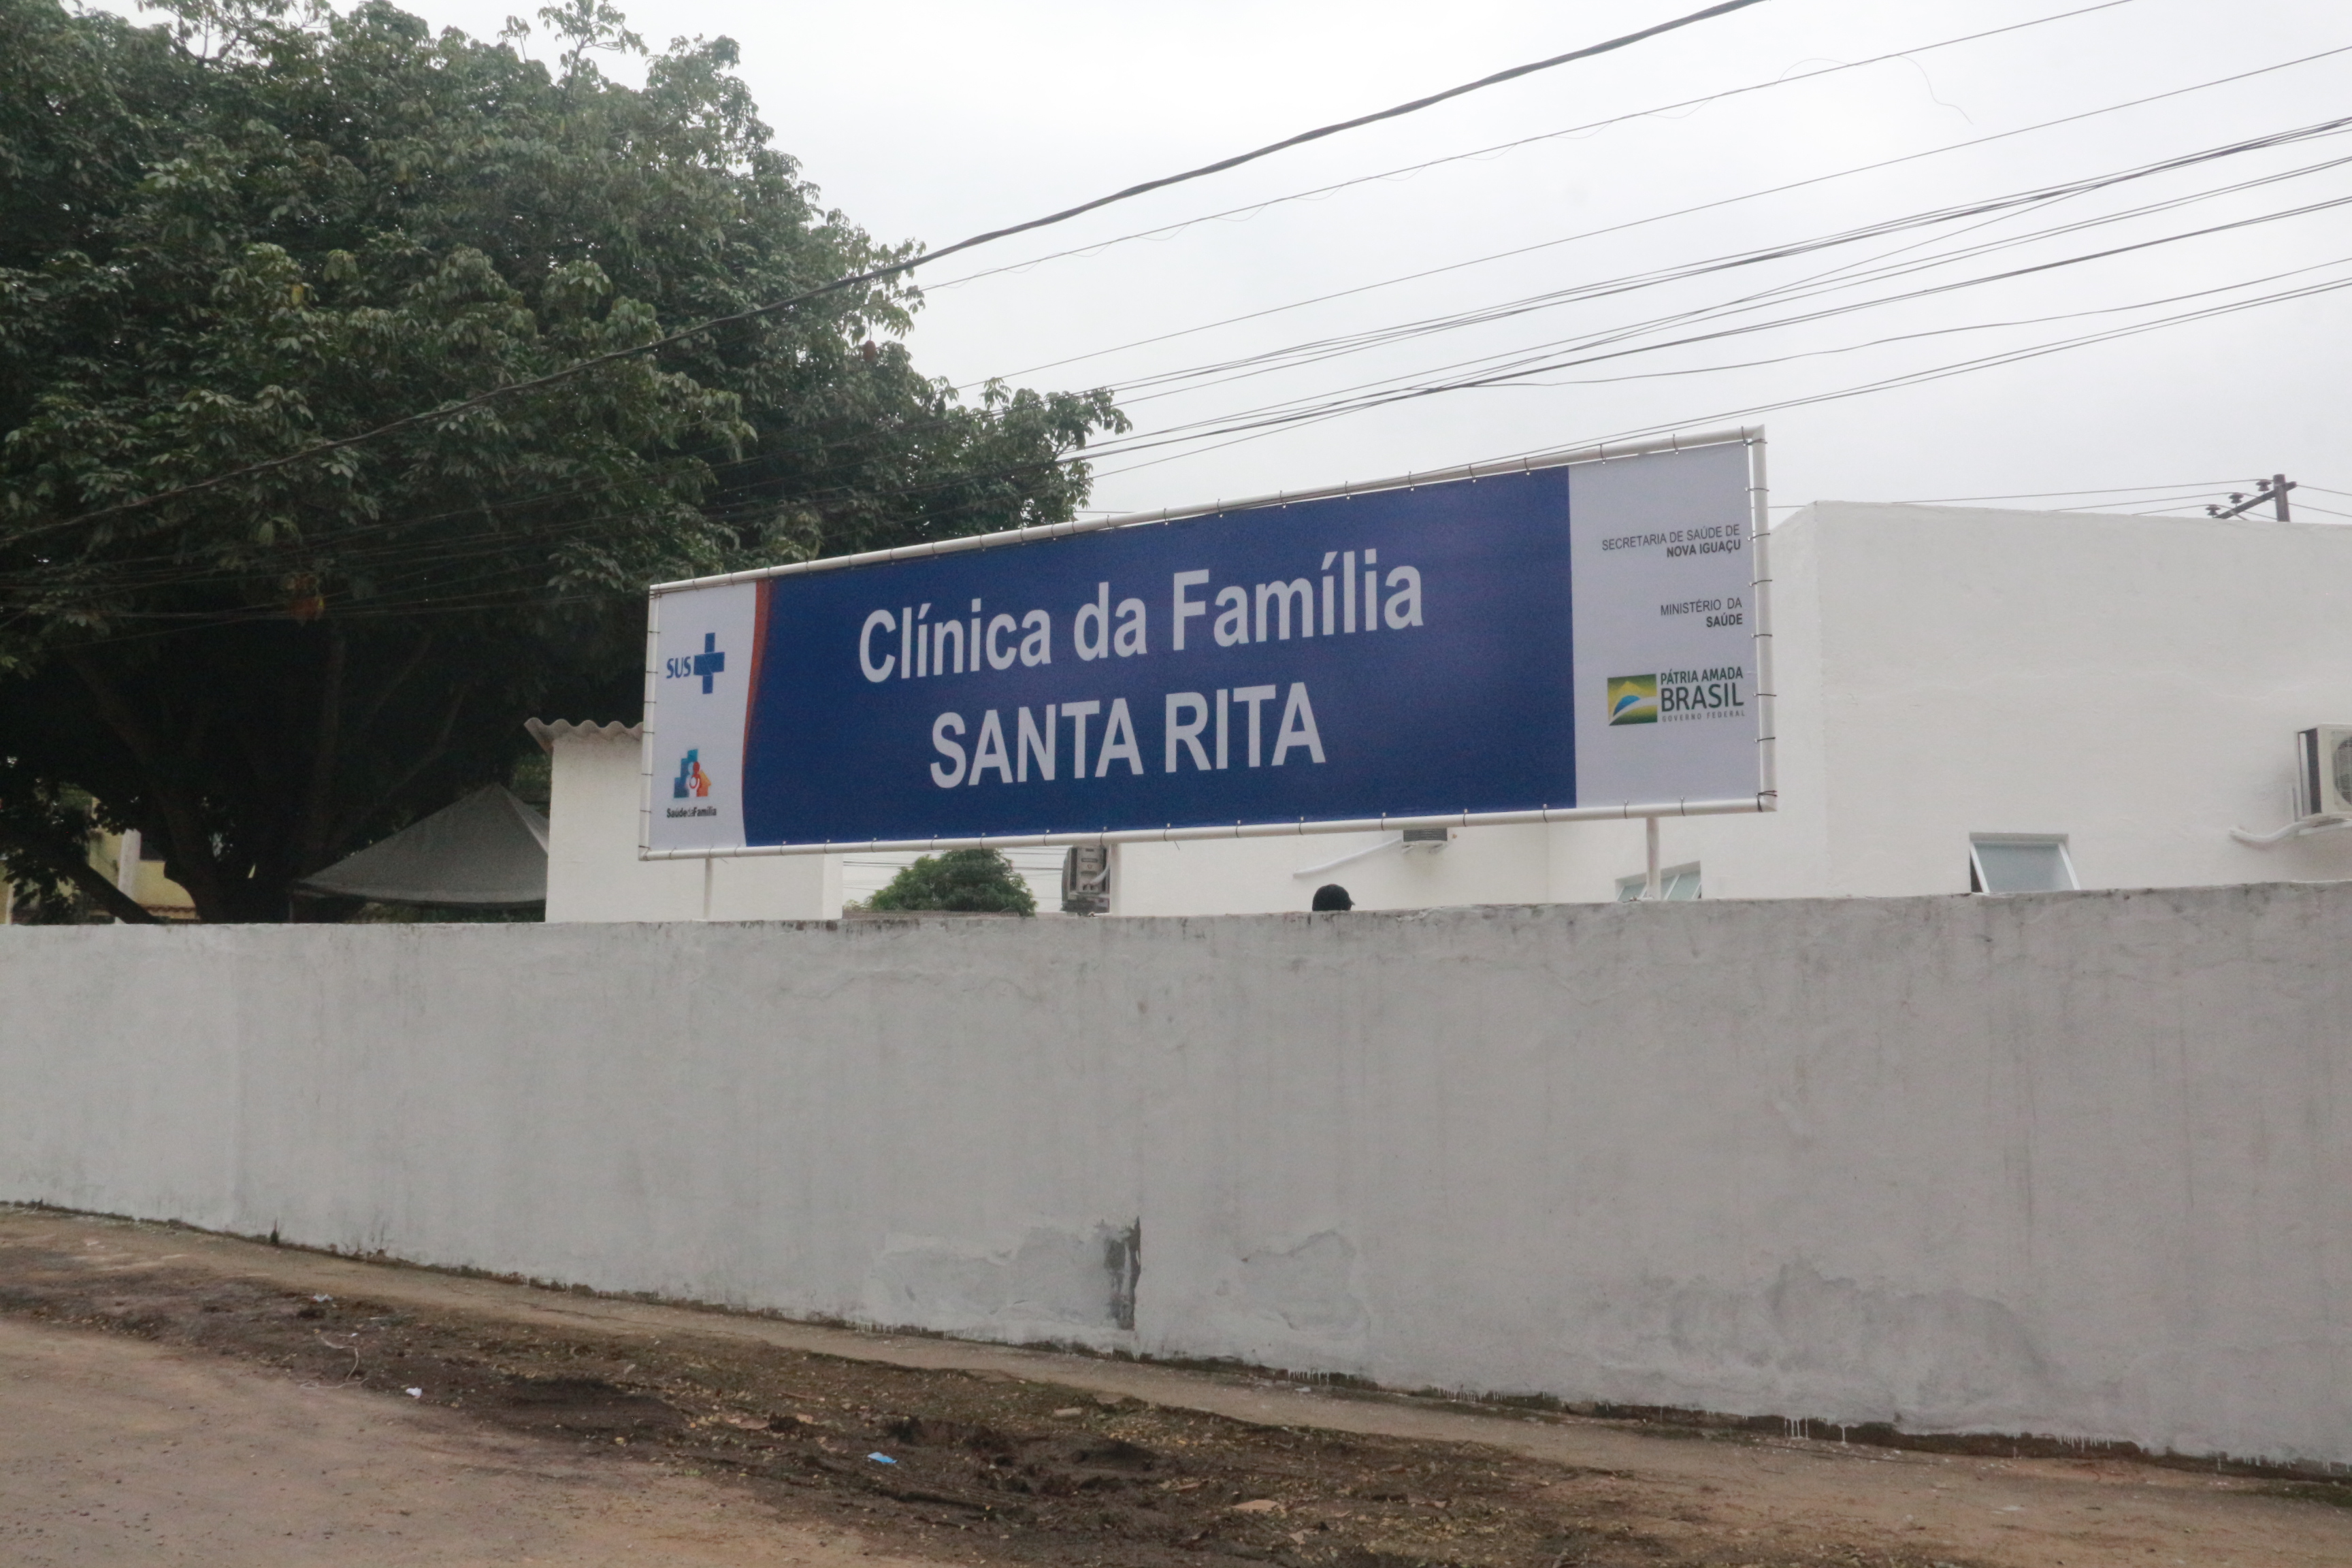 SUS
Saúde da Família
Clínica da Família
SANTA RITA
SECRETARIA DE SAÚDE DE
NOVA IGUAÇU
MINISTÉRIO DA
SAÚDE
PÁTRIA AMADA
BRASIL
GOVERNO FEDERAL